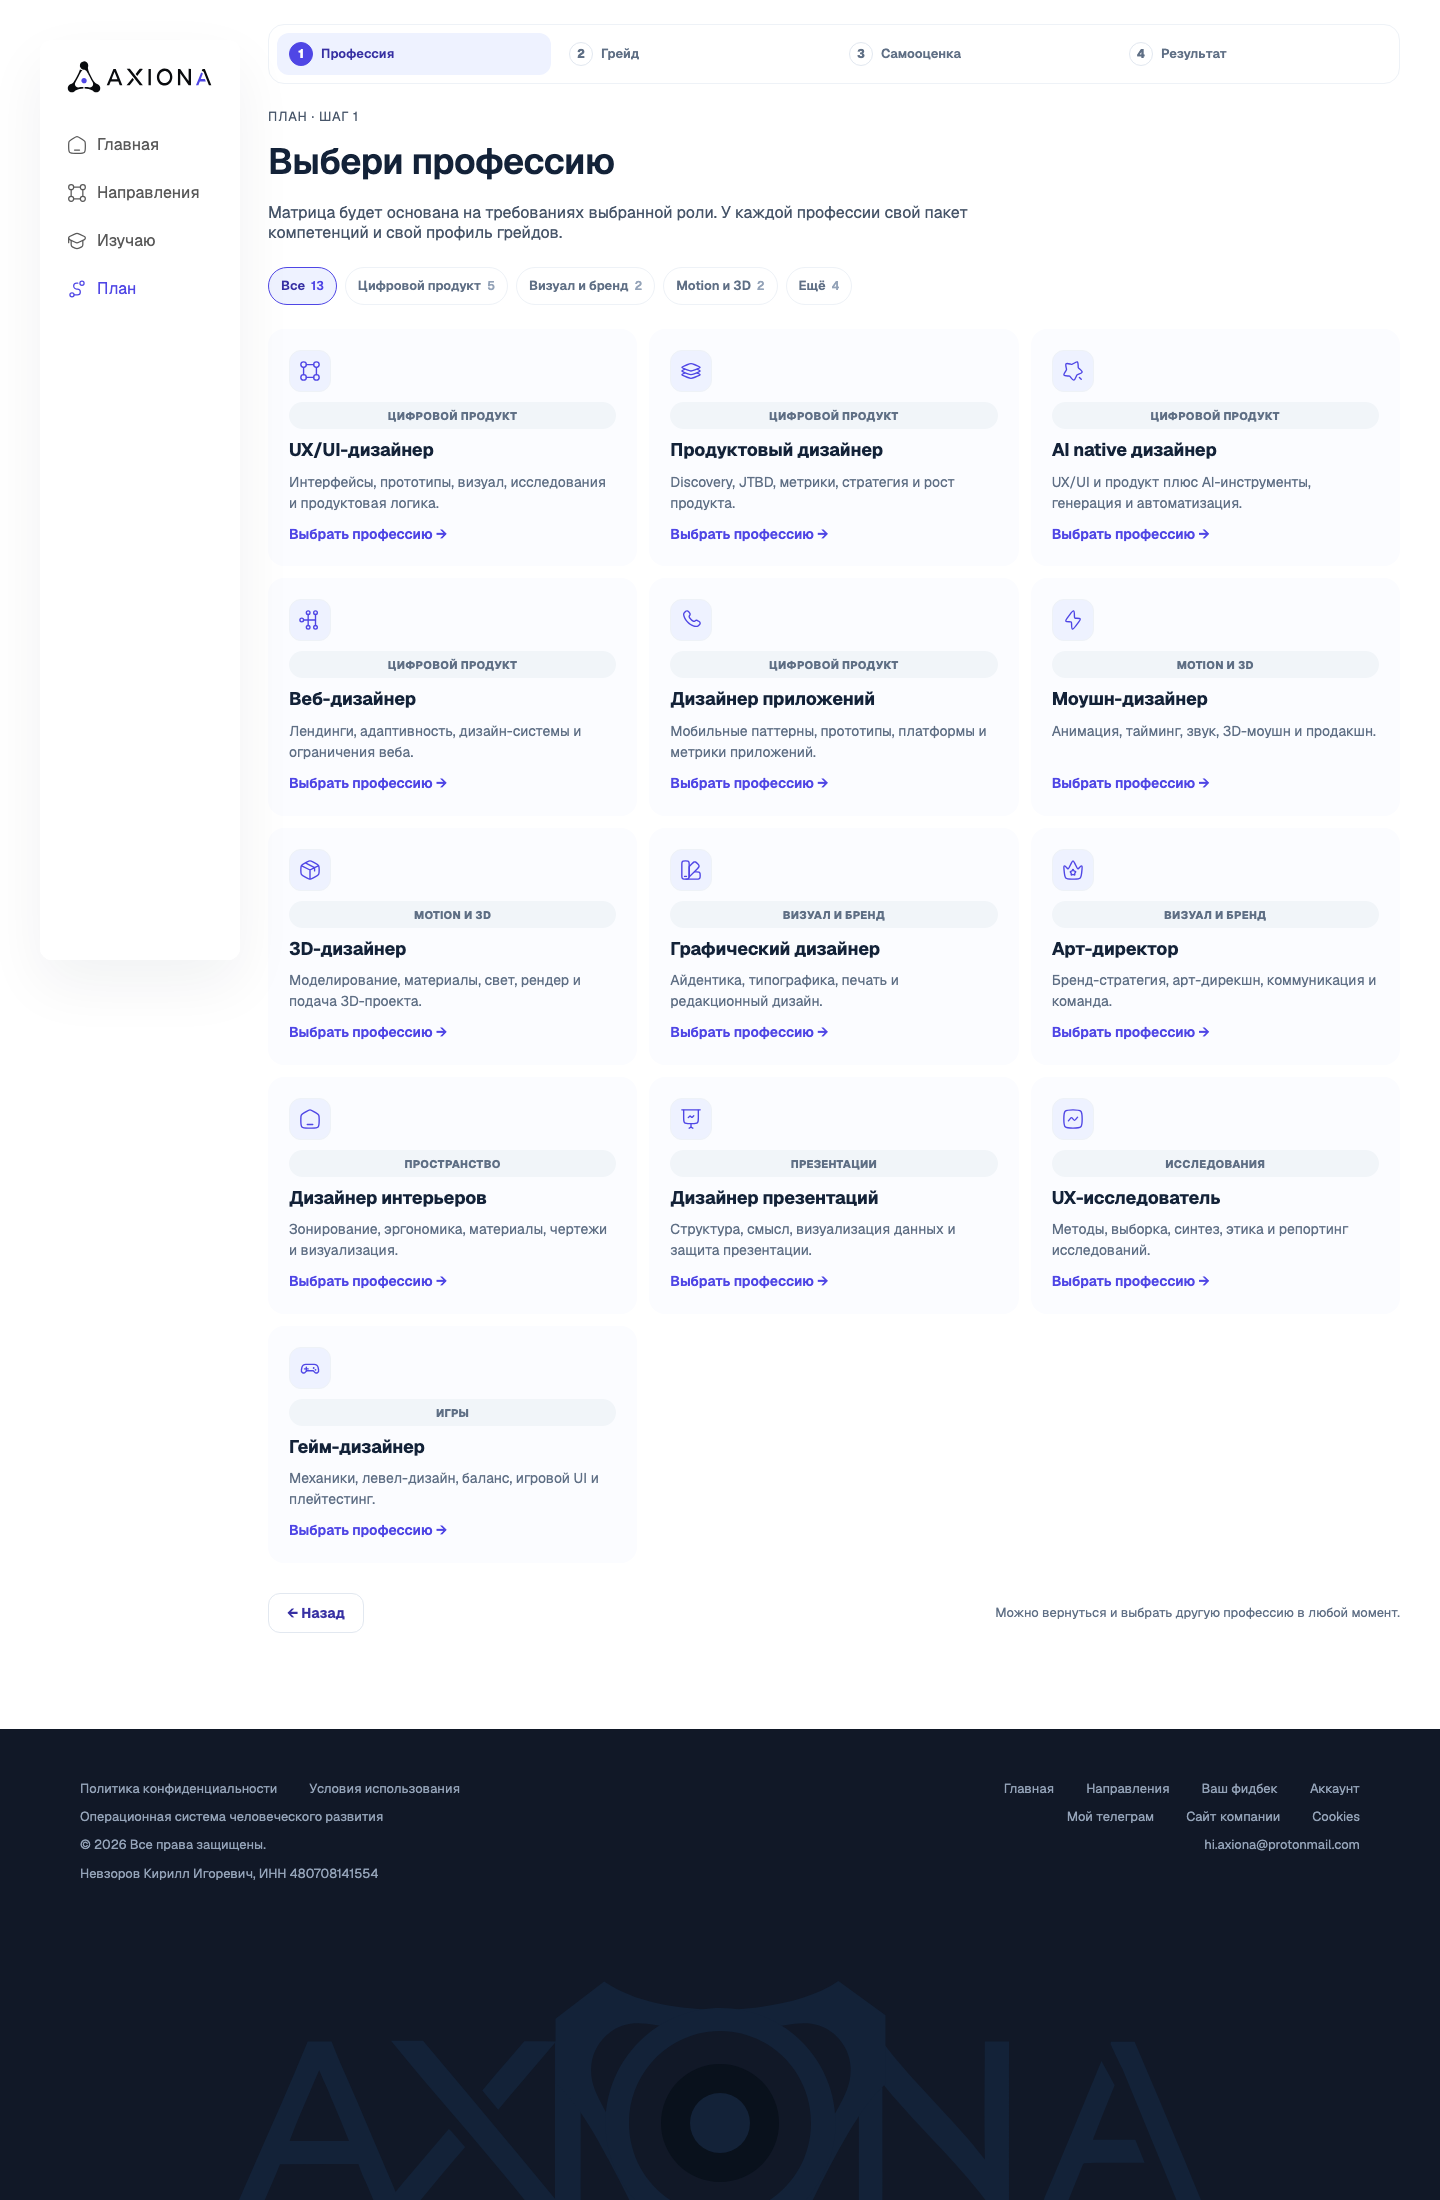 AXIONA
Главная
Направления
Изучаю
План
1 Профессия
2 Грейд
3 Самооценка
4 Результат
ПЛАН · ШАГ 1
Выбери профессию
Матрица будет основана на требованиях выбранной роли. У каждой профессии свой пакет
компетенций и свой профиль грейдов.
Все 13
Цифровой продукт 5
Визуал и бренд 2
Motion и 3D 2
Ещё 4
ЦИФРОВОЙ ПРОДУКТ
UX/UI-дизайнер
Интерфейсы, прототипы, визуал, исследования
и продуктовая логика.
Выбрать профессию →
ЦИФРОВОЙ ПРОДУКТ
Продуктовый дизайнер
Discovery, JTBD, метрики, стратегия и рост
продукта.
Выбрать профессию →
ЦИФРОВОЙ ПРОДУКТ
AI native дизайнер
UX/UI и продукт плюс AI-инструменты,
генерация и автоматизация.
Выбрать профессию →
ЦИФРОВОЙ ПРОДУКТ
Веб-дизайнер
Лендинги, адаптивность, дизайн-системы и
ограничения веба.
Выбрать профессию →
ЦИФРОВОЙ ПРОДУКТ
Дизайнер приложений
Мобильные паттерны, прототипы, платформы и
метрики приложений.
Выбрать профессию →
MOTION И 3D
Моушн-дизайнер
Анимация, тайминг, звук, 3D-моушн и продакшн.
Выбрать профессию →
MOTION И 3D
3D-дизайнер
Моделирование, материалы, свет, рендер и
подача 3D-проекта.
Выбрать профессию →
ВИЗУАЛ И БРЕНД
Графический дизайнер
Айдентика, типографика, печать и
редакционный дизайн.
Выбрать профессию →
ВИЗУАЛ И БРЕНД
Арт-директор
Бренд-стратегия, арт-дирекшн, коммуникация и
команда.
Выбрать профессию →
ПРОСТРАНСТВО
Дизайнер интерьеров
Зонирование, эргономика, материалы, чертежи
и визуализация.
Выбрать профессию →
ПРЕЗЕНТАЦИИ
Дизайнер презентаций
Структура, смысл, визуализация данных и
защита презентации.
Выбрать профессию →
ИССЛЕДОВАНИЯ
UX-исследователь
Методы, выборка, синтез, этика и репортинг
исследований.
Выбрать профессию →
ИГРЫ
Гейм-дизайнер
Механики, левел-дизайн, баланс, игровой UI и
плейтестинг.
Выбрать профессию →
← Назад
Можно вернуться и выбрать другую профессию в любой момент.
Политика конфиденциальности
Условия использования
Операционная система человеческого развития
© 2026 Все права защищены.
Невзоров Кирилл Игоревич, ИНН 480708141554
Главная
Направления
Ваш фидбек
Аккаунт
Мой телеграм
Сайт компании
Cookies
hi.axiona@protonmail.com
AXIONA